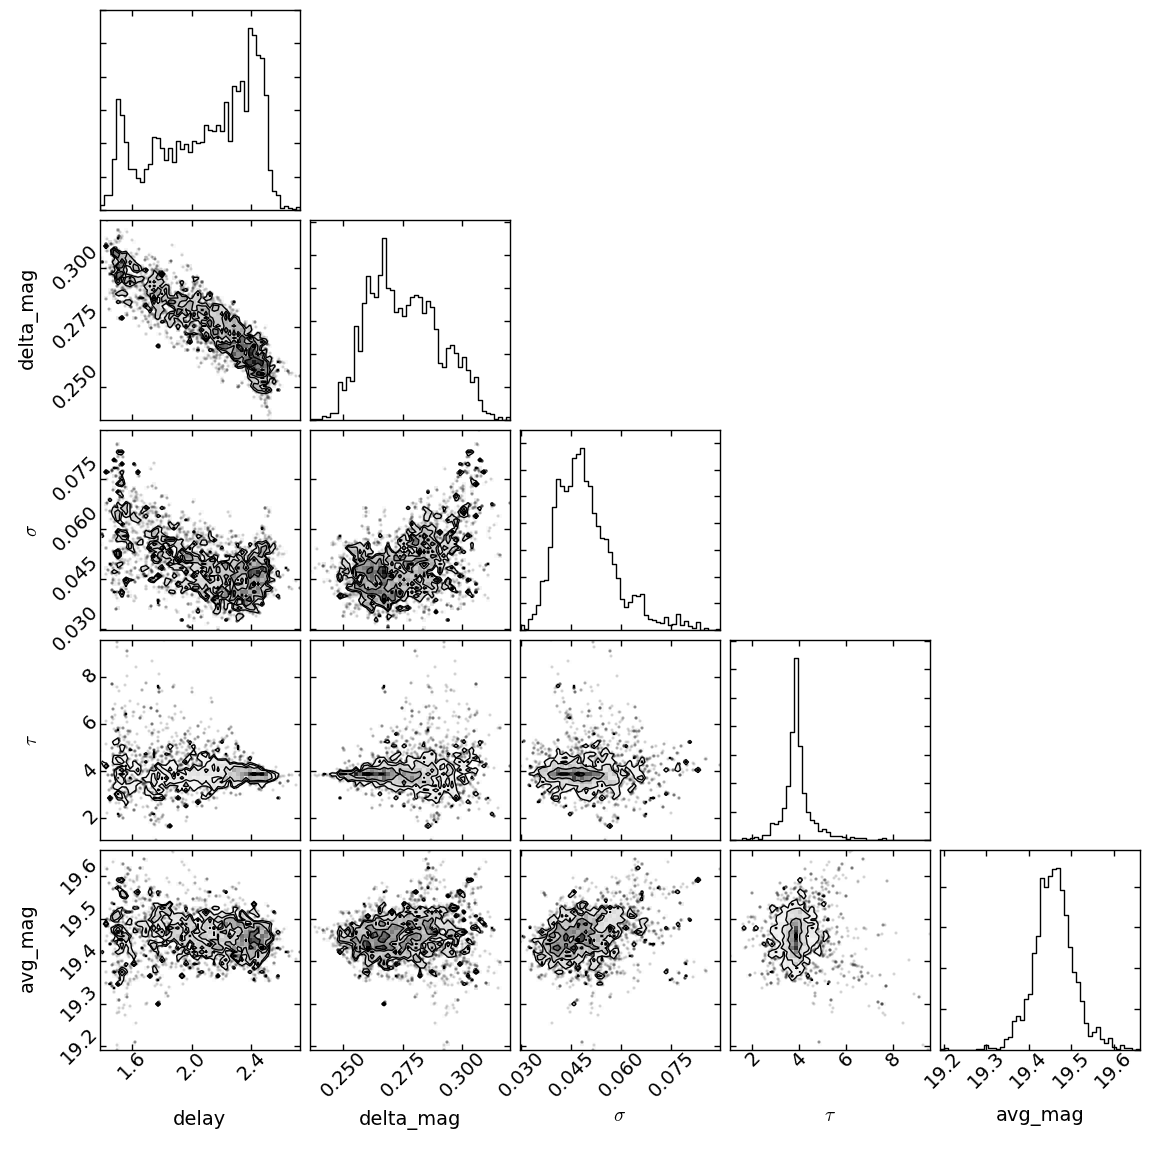 0.300
0.275
0.250
delta_mag
0.075
0.060
0.045
0.030
σ
8
6
4
2
τ
19.6
19.5
19.4
19.3
19.2
avg_mag
1.6 2.0 2.4
0.250 0.275 0.300
0.030 0.045 0.060 0.075
2 4 6 8
19.2 19.3 19.4 19.5 19.6
delay delta_mag σ τ avg_mag